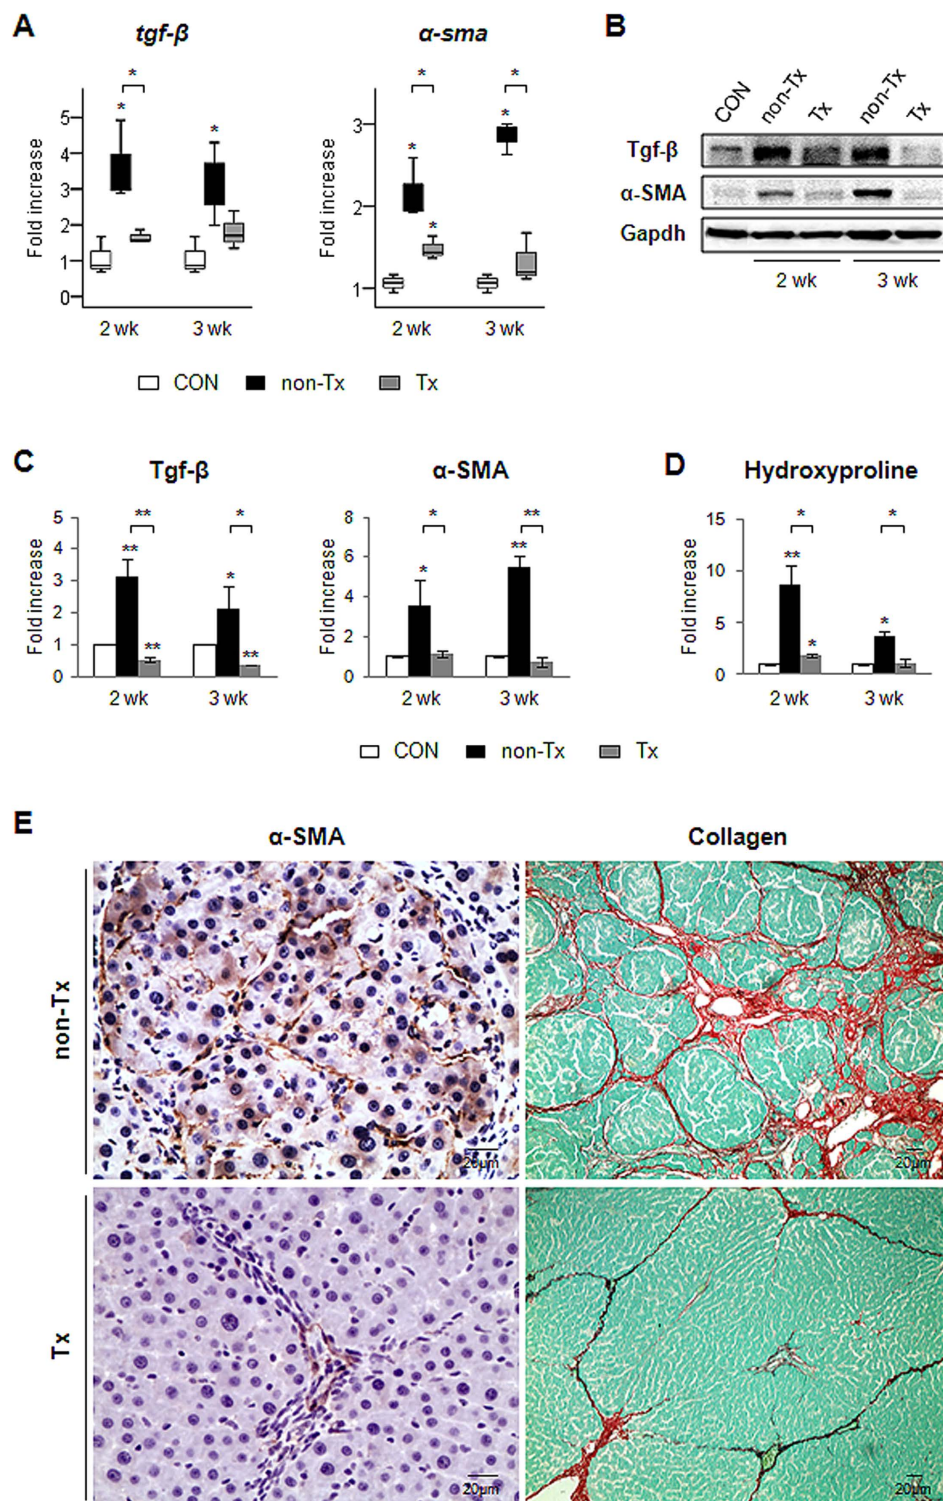 A
tgf-β
α-sma
B
*
*
*
*
*
*
*
*
Fold increase
5
4
3
2
1
0
2 wk
3 wk
Fold increase
3
2
1
2 wk
3 wk
CON
non-Tx
Tx
non-Tx
Tx
Tgf-β
α-SMA
Gapdh
2 wk
3 wk
CON
non-Tx
Tx
C
Tgf-β
α-SMA
D
Hydroxyproline
Fold increase
5
4
3
2
1
0
**
*
**
*
**
**
2 wk
3 wk
Fold increase
8
6
4
2
0
*
**
*
**
2 wk
3 wk
Fold increase
15
10
5
0
*
*
**
*
*
2 wk
3 wk
CON
non-Tx
Tx
E
α-SMA
Collagen
non-Tx
20µm
20µm
Tx
20µm
20µm